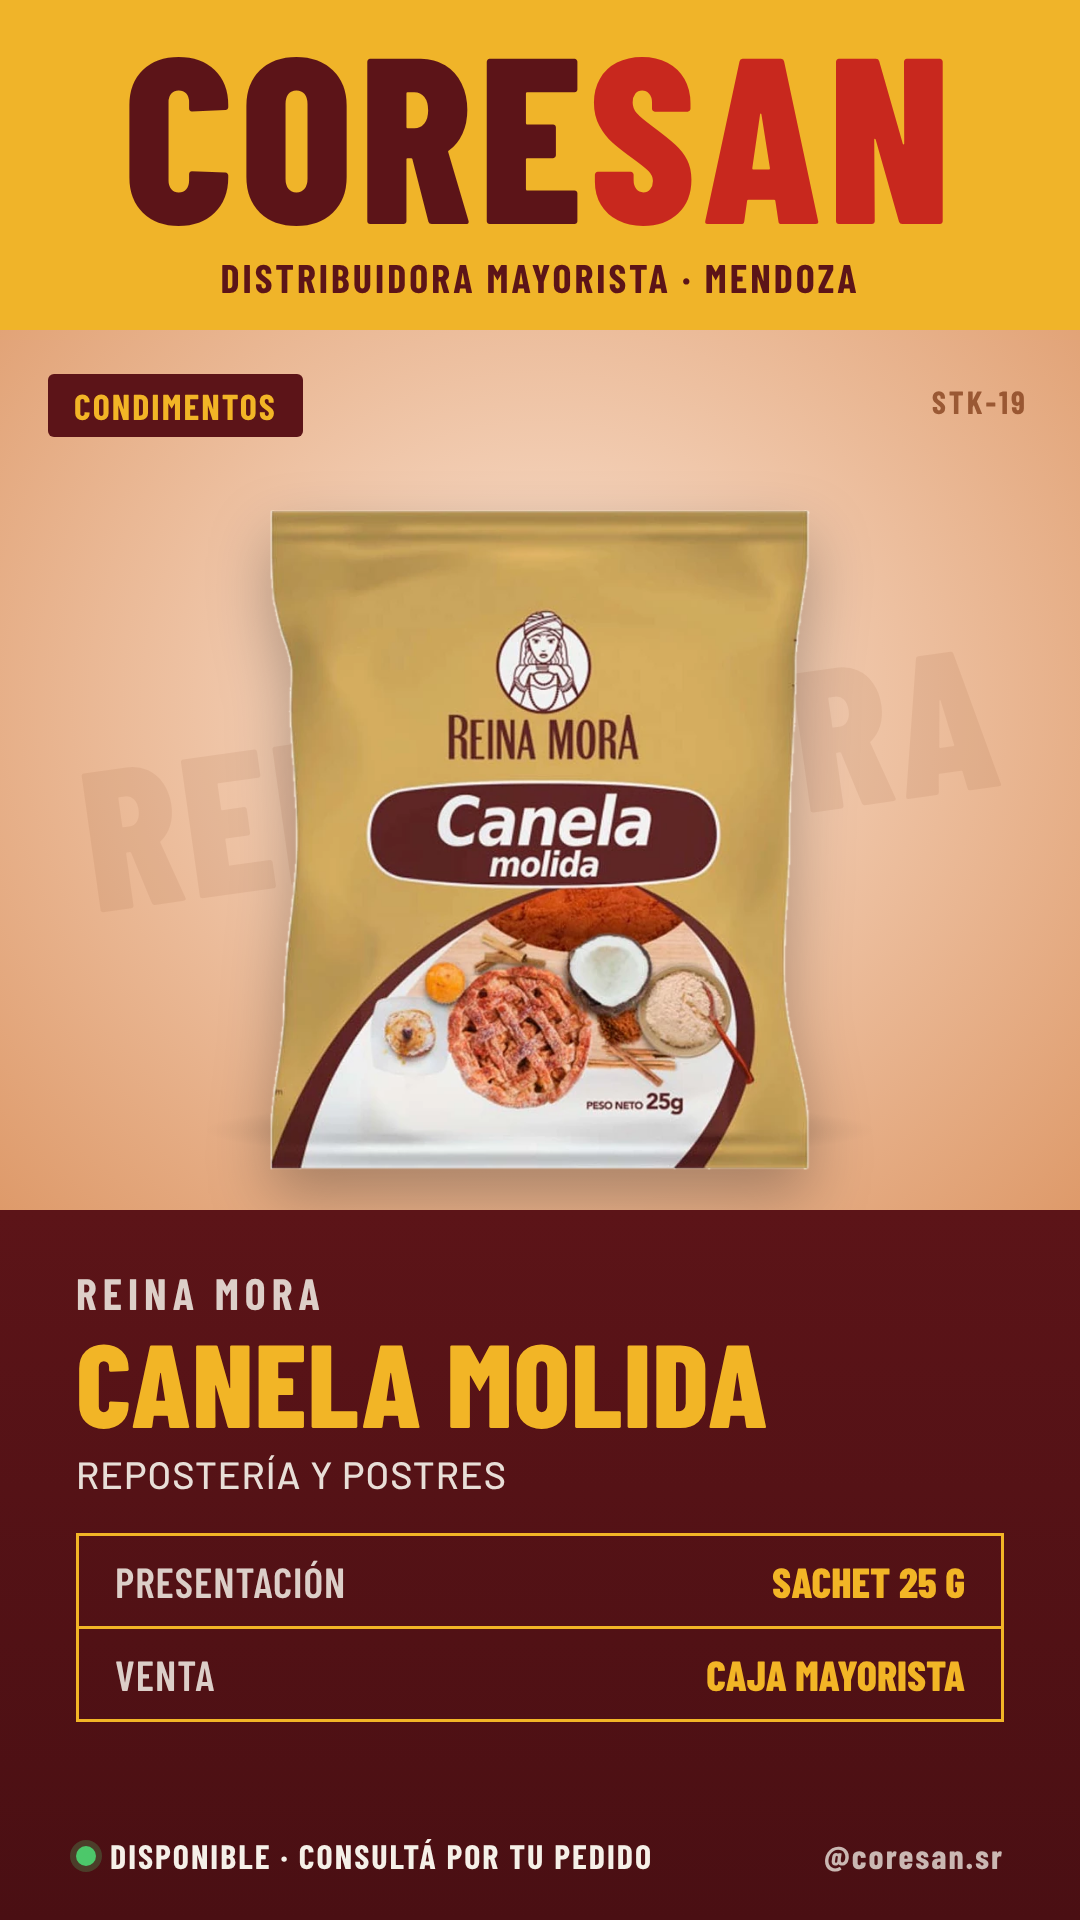 CORESAN
DISTRIBUIDORA MAYORISTA · MENDOZA
CONDIMENTOS
STK-19
REINA MORA
Canela
molida
PESO NETO 25g
REINA MORA
CANELA MOLIDA
REPOSTERÍA Y POSTRES
PRESENTACIÓN SACHET 25 G
VENTA CAJA MAYORISTA
DISPONIBLE · CONSULTÁ POR TU PEDIDO
@coresan.sr